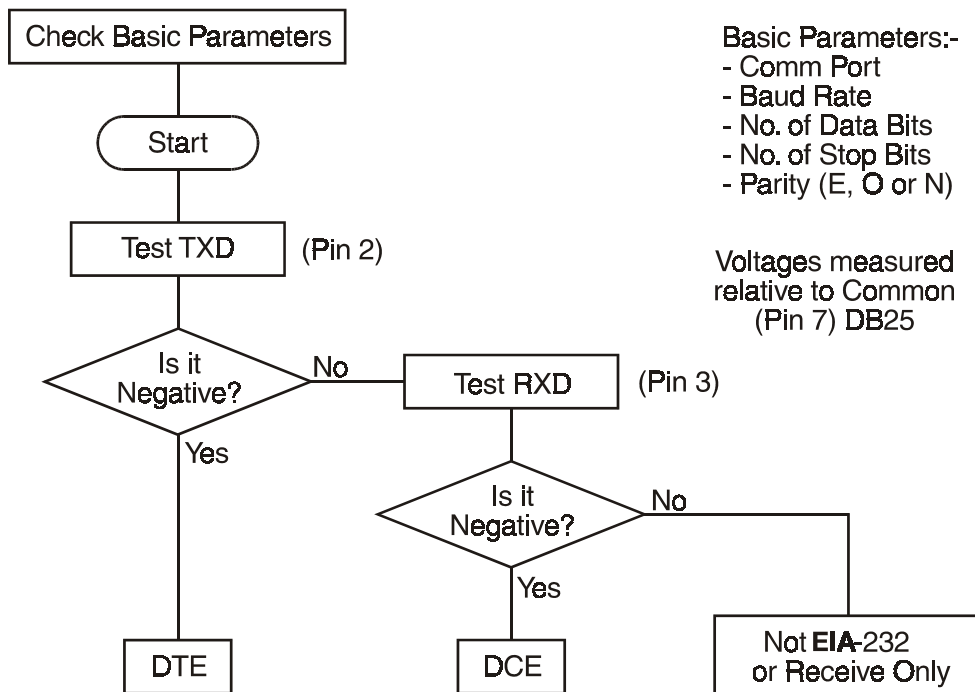 Check Basic Parameters
Start
Test TXD
(Pin 2)
Is it
Negative?
No
Yes
DTE
Test RXD
(Pin 3)
Is it
Negative?
No
Yes
DCE
Not EIA-232
or Receive Only
Basic Parameters:-
- Comm Port
- Baud Rate
- No. of Data Bits
- No. of Stop Bits
- Parity (E, O or N)
Voltages measured
relative to Common
(Pin 7) DB25